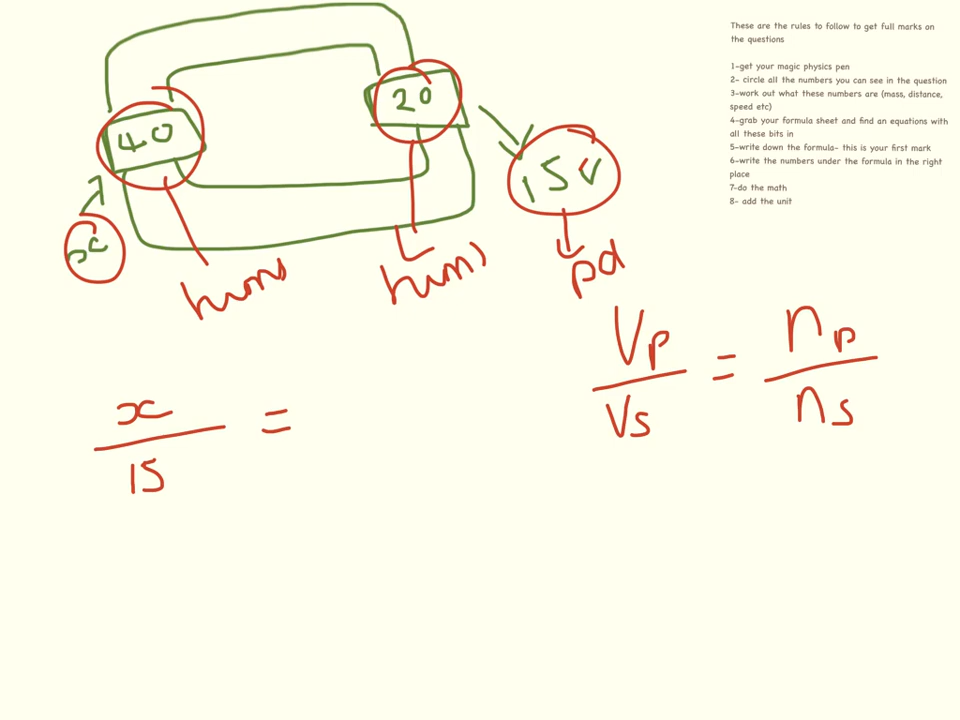 These are the rules to follow to get full marks on
the questions
1-get your magic physics pen
2- circle all the numbers you can see in the question
3-work out what these numbers are (mass, distance,
speed etc)
4-grab your formula sheet and find an equations with
all these bits in
5-write down the formula- this is your first mark
6-write the numbers under the formula in the right
place
7-do the math
8- add the unit
40
20
15V
x
pd
Vp / Vs = np / ns
x / 15 =